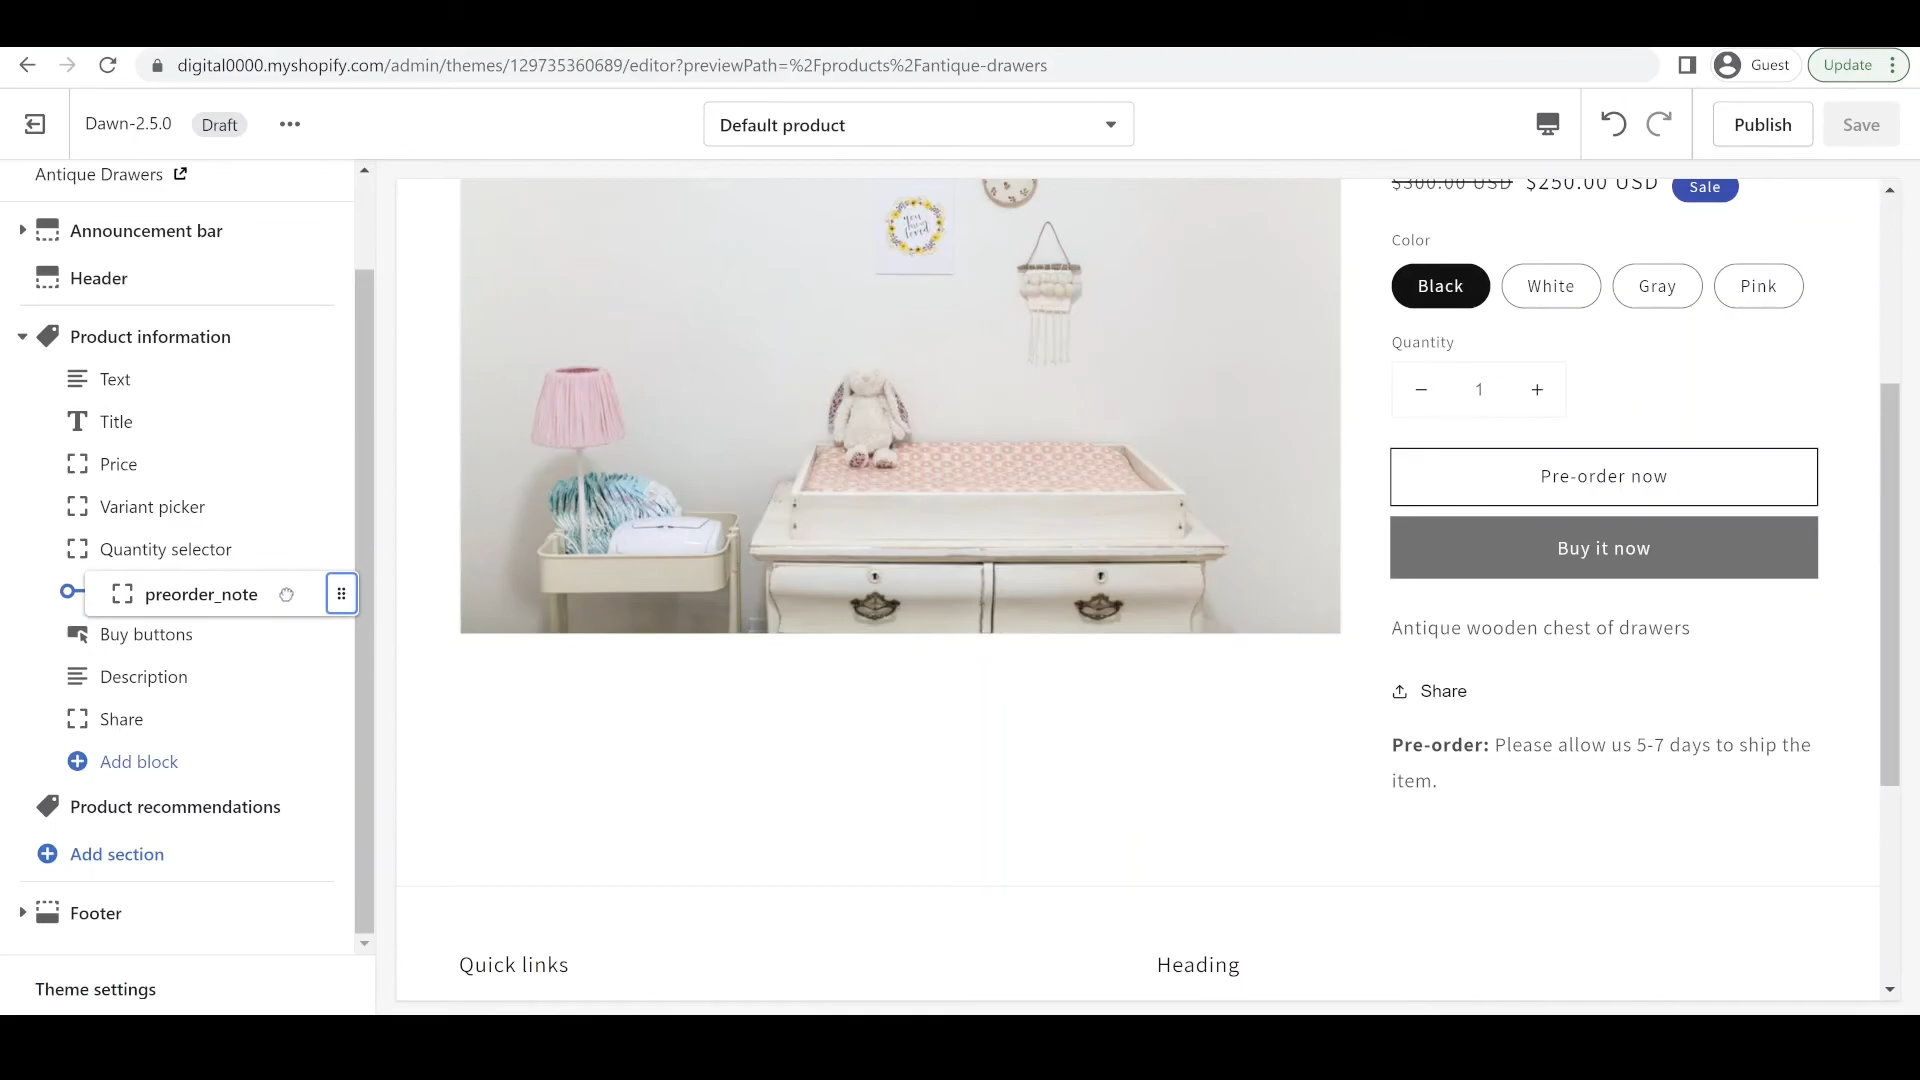 digital0000.myshopify.com/admin/themes/129735360689/editor?previewPath=%2Fproducts%2Fantique-drawers
Guest
Update
Dawn-2.5.0
Draft
Default product
Publish
Save
Antique Drawers
Announcement bar
Header
Product information
Text
Title
Price
Variant picker
Quantity selector
preorder_note
Buy buttons
Description
Share
Add block
Product recommendations
Add section
Footer
Theme settings
you are so loved
$300.00 USD $250.00 USD Sale
Color
Black White Gray Pink
Quantity
− 1 +
Pre-order now
Buy it now
Antique wooden chest of drawers
Share
Pre-order: Please allow us 5-7 days to ship the
item.
Quick links
Heading